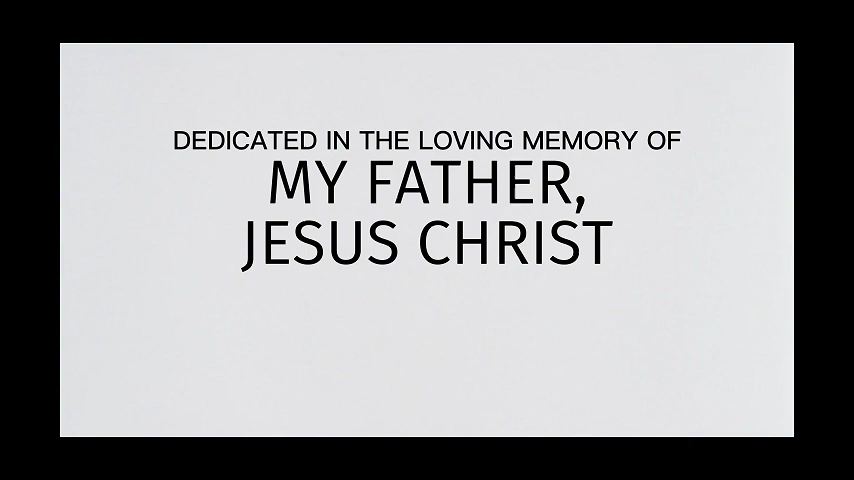 DEDICATED IN THE LOVING MEMORY OF
MY FATHER,
JESUS CHRIST